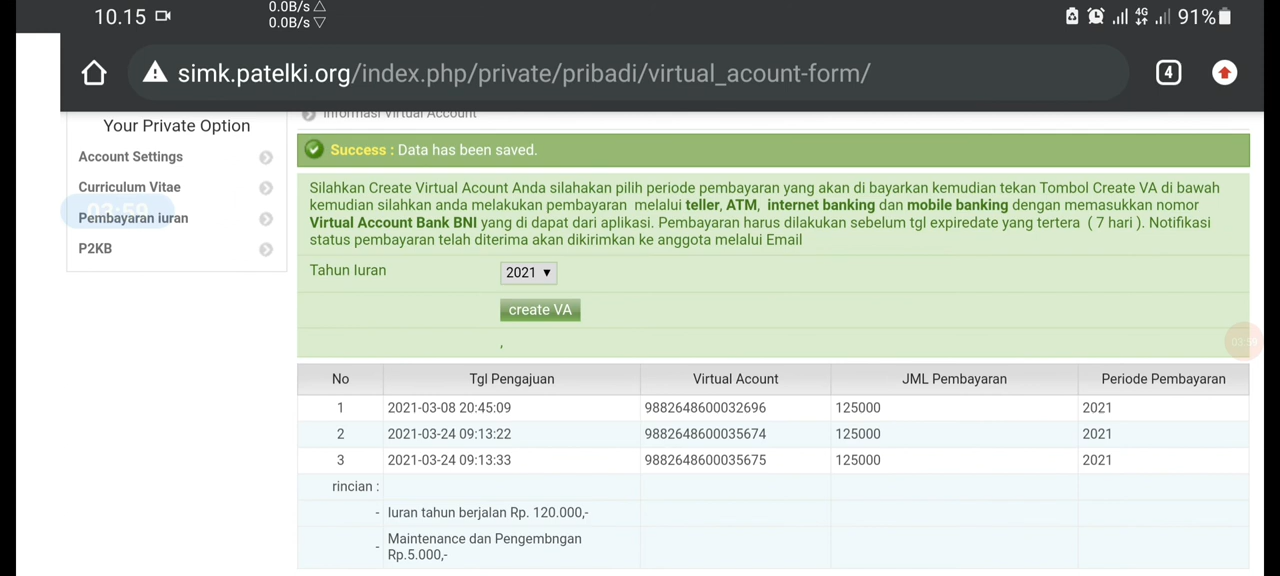 10.15
0.0B/s △
0.0B/s ▽
4G
91%
simk.patelki.org/index.php/private/pribadi/virtual_acount-form/
4
Informasi Virtual Account
Your Private Option
Success : Data has been saved.
Account Settings
Curriculum Vitae
03:59
Pembayaran iuran
P2KB
Silahkan Create Virtual Acount Anda silahakan pilih periode pembayaran yang akan di bayarkan kemudian tekan Tombol Create VA di bawah
kemudian silahkan anda melakukan pembayaran melalui teller, ATM, internet banking dan mobile banking dengan memasukkan nomor
Virtual Account Bank BNI yang di dapat dari aplikasi. Pembayaran harus dilakukan sebelum tgl expiredate yang tertera ( 7 hari ). Notifikasi
status pembayaran telah diterima akan dikirimkan ke anggota melalui Email
Tahun Iuran 2021 ▼
create VA
,
03:59
No Tgl Pengajuan Virtual Acount JML Pembayaran Periode Pembayaran
1 2021-03-08 20:45:09 9882648600032696 125000 2021
2 2021-03-24 09:13:22 9882648600035674 125000 2021
3 2021-03-24 09:13:33 9882648600035675 125000 2021
rincian :
- Iuran tahun berjalan Rp. 120.000,-
- Maintenance dan Pengembngan
Rp.5.000,-